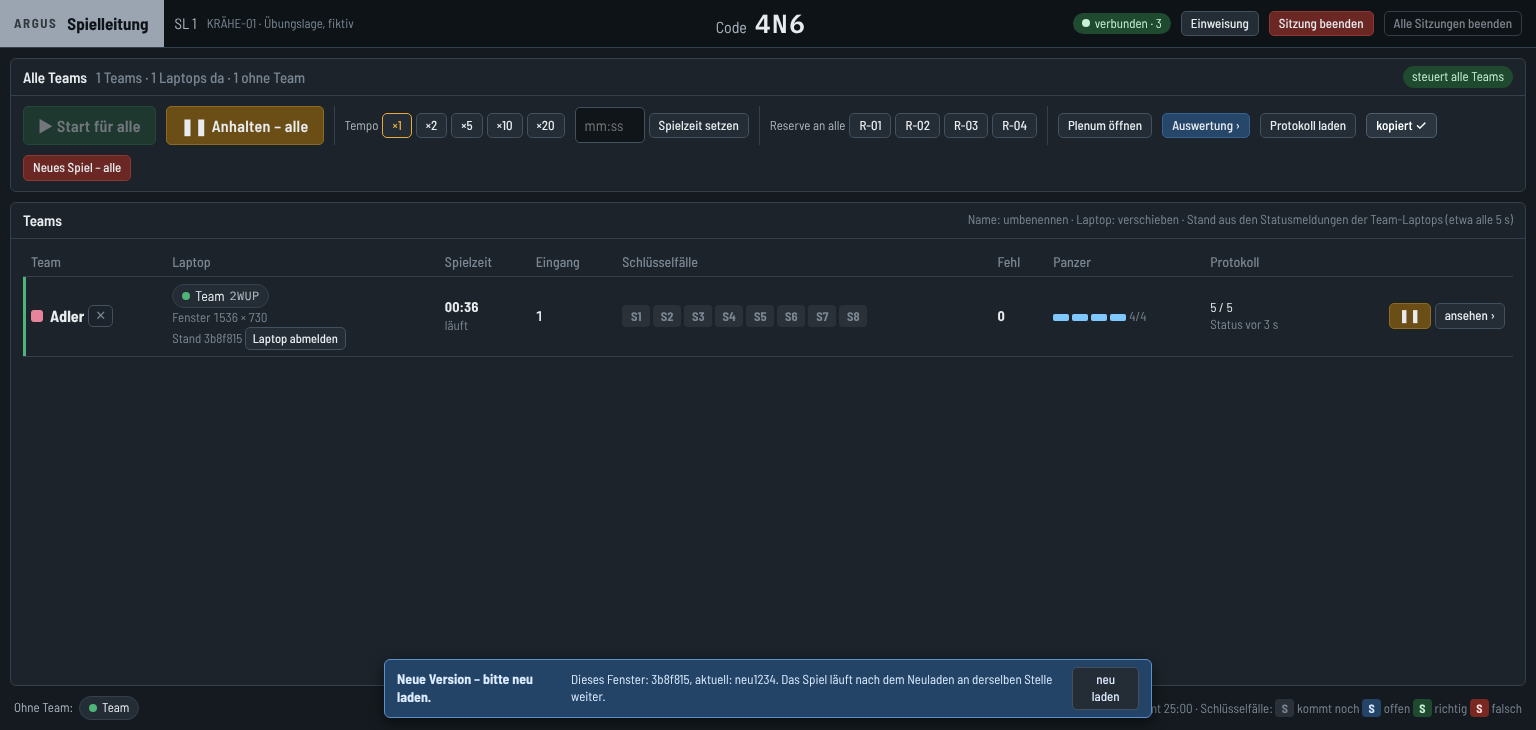 ARGUS Spielleitung SL 1 KRÄHE-01 · Übungslage, fiktiv Code 4N6 verbunden · 3 Einweisung Sitzung beenden Alle Sitzungen beenden
Alle Teams 1 Teams · 1 Laptops da · 1 ohne Team steuert alle Teams
▶ Start für alle ❚❚ Anhalten – alle Tempo ×1 ×2 ×5 ×10 ×20 mm:ss Spielzeit setzen Reserve an alle R-01 R-02 R-03 R-04 Plenum öffnen Auswertung › Protokoll laden kopiert ✓
Neues Spiel – alle
Teams Name: umbenennen · Laptop: verschieben · Stand aus den Statusmeldungen der Team-Laptops (etwa alle 5 s)
Team Laptop Spielzeit Eingang Schlüsselfälle Fehl Panzer Protokoll
Adler ✕ Team 2WUP 00:36 1 S1 S2 S3 S4 S5 S6 S7 S8 0 4/4 5 / 5 ❚❚ ansehen ›
Fenster 1536 × 730 läuft Status vor 3 s
Stand 3b8f815 Laptop abmelden
Neue Version – bitte neu laden.
Dieses Fenster: 3b8f815, aktuell: neu1234. Das Spiel läuft nach dem Neuladen an derselben Stelle
weiter.
neu
laden
Ohne Team: Team 25:00 · Schlüsselfälle: S kommt noch S offen S richtig S falsch